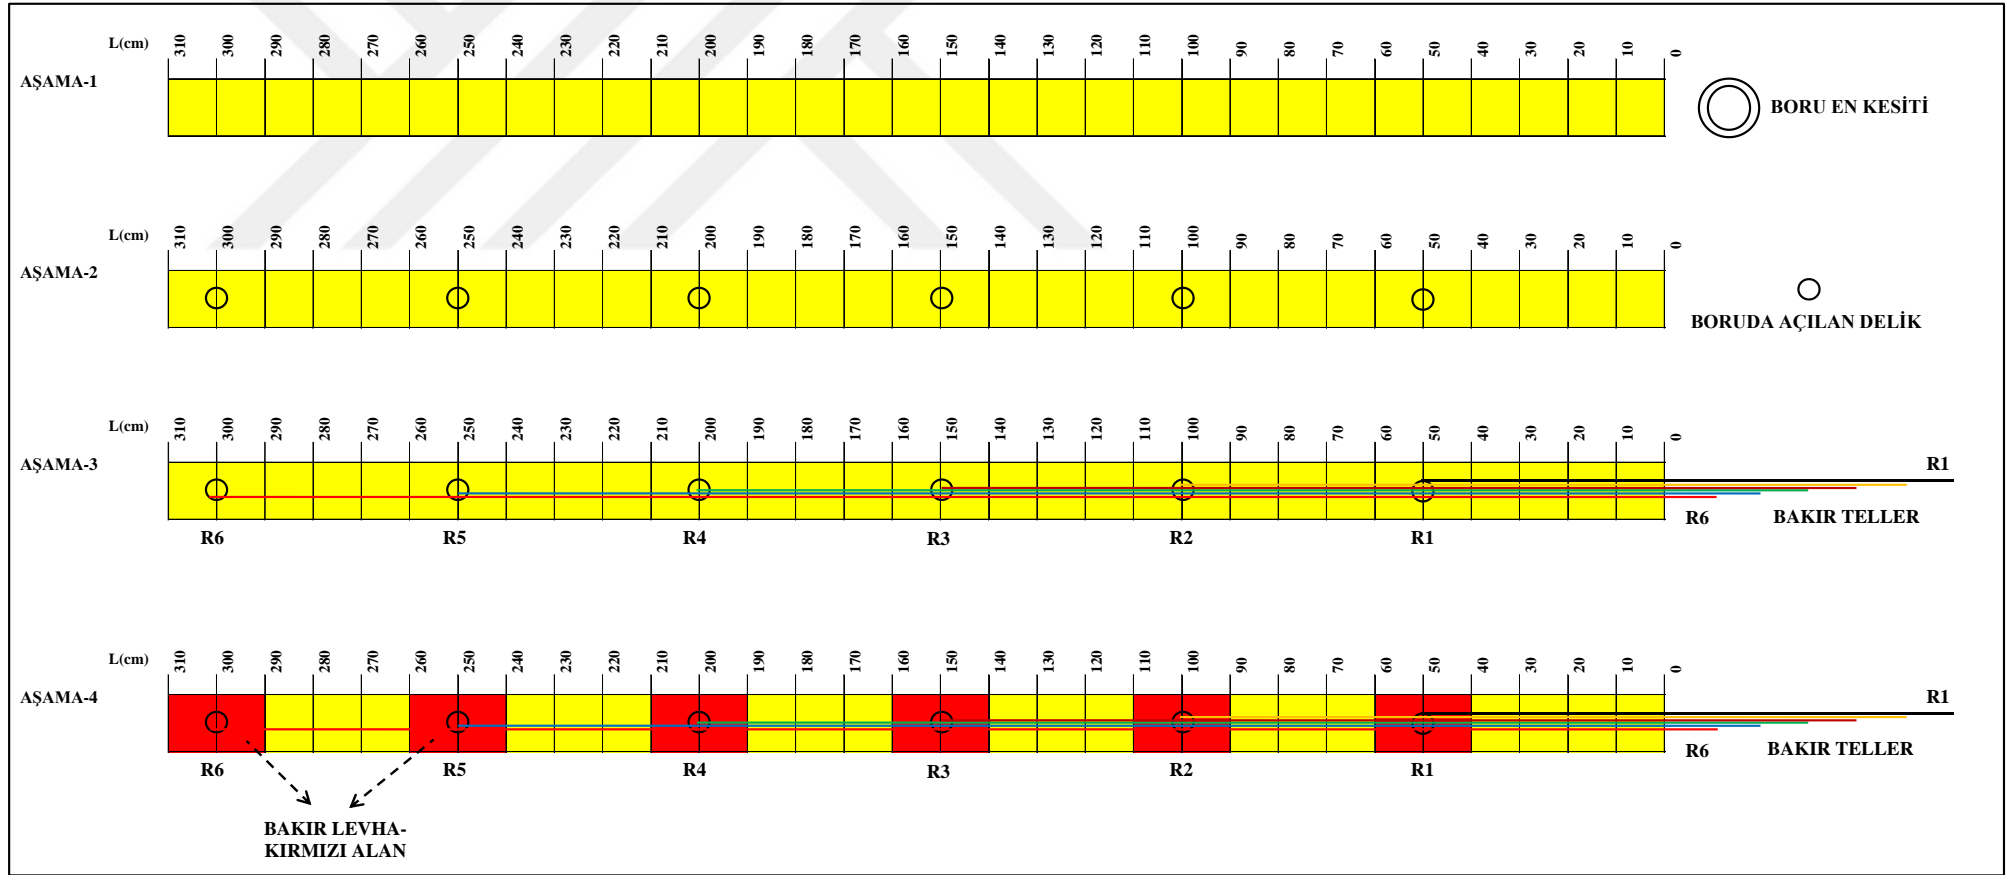 L(cm) 310 300 290 280 270 260 250 240 230 220 210 200 190 180 170 160 150 140 130 120 110 100 90 80 70 60 50 40 30 20 10 0
AŞAMA-1
BORU EN KESİTİ
L(cm) 310 300 290 280 270 260 250 240 230 220 210 200 190 180 170 160 150 140 130 120 110 100 90 80 70 60 50 40 30 20 10 0
AŞAMA-2
BORUDA AÇILAN DELİK
L(cm) 310 300 290 280 270 260 250 240 230 220 210 200 190 180 170 160 150 140 130 120 110 100 90 80 70 60 50 40 30 20 10 0
AŞAMA-3
R1
R6 BAKIR TELLER
R6 R5 R4 R3 R2 R1
L(cm) 310 300 290 280 270 260 250 240 230 220 210 200 190 180 170 160 150 140 130 120 110 100 90 80 70 60 50 40 30 20 10 0
AŞAMA-4
R1
R6 BAKIR TELLER
R6 R5 R4 R3 R2 R1
BAKIR LEVHA-
KIRMIZI ALAN